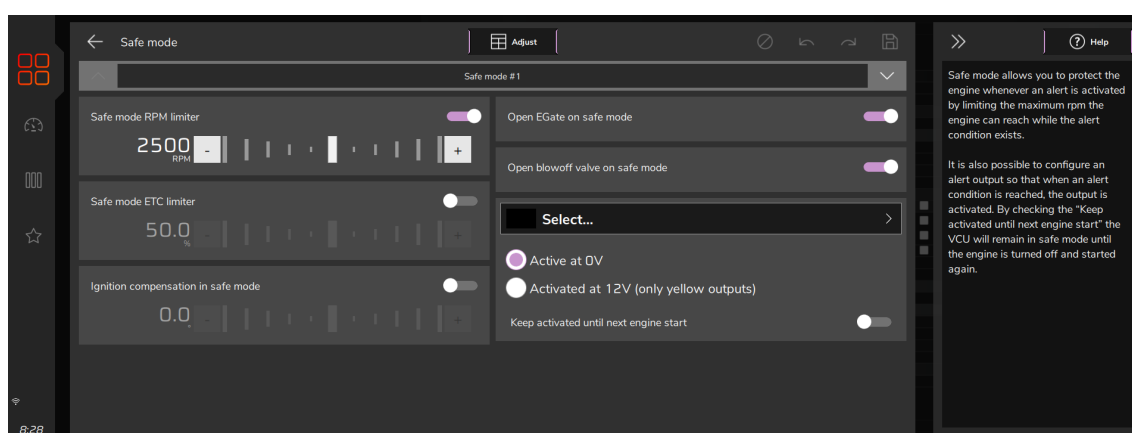 Safe mode
Adjust
Help
Safe mode #1
Safe mode RPM limiter
2500
RPM
-
+
Safe mode ETC limiter
50.0
%
-
+
Ignition compensation in safe mode
0.0
°
-
+
Open EGate on safe mode
Open blowoff valve on safe mode
Select...
Active at 0V
Activated at 12V (only yellow outputs)
Keep activated until next engine start
Safe mode allows you to protect the
engine whenever an alert is activated
by limiting the maximum rpm the
engine can reach while the alert
condition exists.
It is also possible to configure an
alert output so that when an alert
condition is reached, the output is
activated. By checking the "Keep
activated until next engine start" the
VCU will remain in safe mode until
the engine is turned off and started
again.
8:28